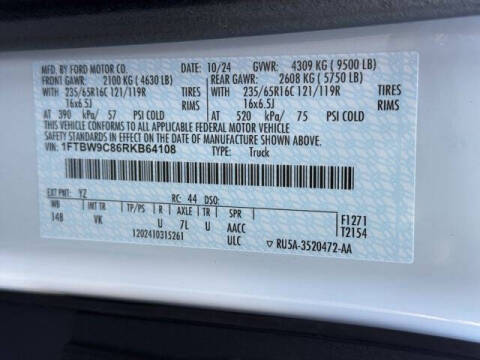 MFD. BY FORD MOTOR CO. DATE: 10/24 GVWR: 4309 KG ( 9500 LB)
FRONT GAWR: 2100 KG ( 4630 LB) REAR GAWR: 2608 KG ( 5750 LB)
WITH 235/65R16C 121/119R TIRES WITH 235/65R16C 121/119R TIRES
16x6.5J RIMS 16x6.5J RIMS
AT 390 kPa/ 57 PSI COLD AT 520 kPa/ 75 PSI COLD
THIS VEHICLE CONFORMS TO ALL APPLICABLE FEDERAL MOTOR VEHICLE
SAFETY STANDARDS IN EFFECT ON THE DATE OF MANUFACTURE SHOWN ABOVE.
VIN: 1FTBW9C86RKB64108 TYPE: Truck
EXT PNT: YZ RC: 44 DSO:
WB INT TR TP/PS R AXLE TR SPR
148 VK U 7L U AACC
1202410315261 ULC
F1271
T2154
RU5A-3520472-AA